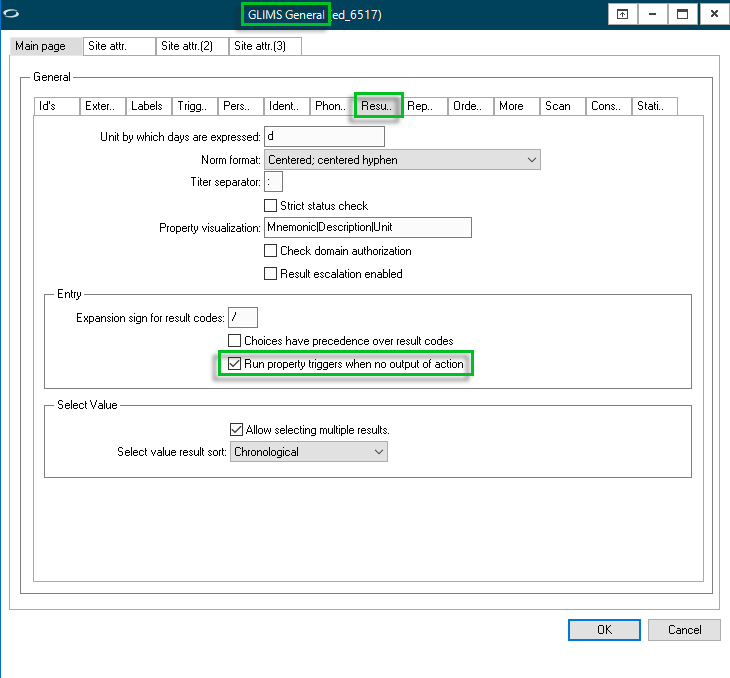 GLIMS General ed_6517)
Main page Site attr. Site attr.(2) Site attr.(3)
General
Id's Exter.. Labels Trigg.. Pers.. Ident.. Phon.. Resu.. Rep.. Orde.. More Scan Cons.. Stati..
Unit by which days are expressed: d
Norm format: Centered; centered hyphen
Titer separator: :
Strict status check
Property visualization: Mnemonic|Description|Unit
Check domain authorization
Result escalation enabled
Entry
Expansion sign for result codes: /
Choices have precedence over result codes
Run property triggers when no output of action
Select Value
Allow selecting multiple results.
Select value result sort: Chronological
OK Cancel